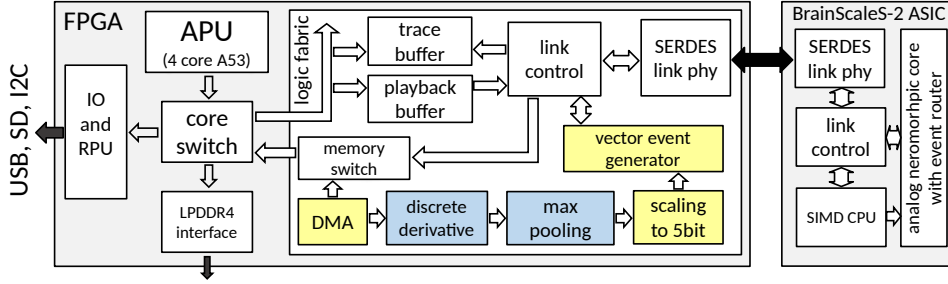 FPGA
APU
(4 core A53)
USB, SD, I2C
IO
and
RPU
core
switch
LPDDR4
interface
logic fabric
trace
buffer
playback
buffer
link
control
SERDES
link phy
memory
switch
vector event
generator
DMA
discrete
derivative
max
pooling
scaling
to 5bit
BrainScaleS-2 ASIC
SERDES
link phy
link
control
SIMD CPU
analog neromorhpic core
with event router